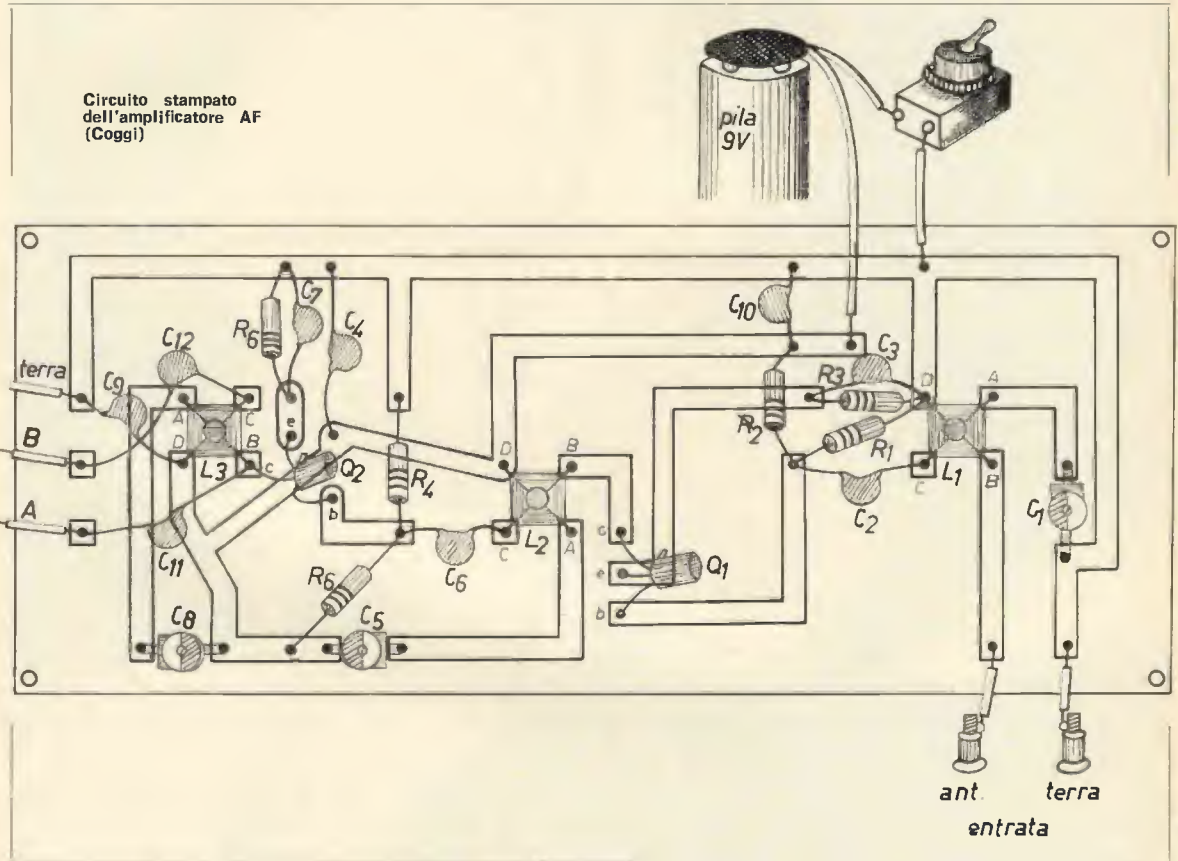 Circuito stampato
dell'amplificatore AF
(Coggi)
pila
9V
C7
R6
C4
C10
C12
C3
terra
C9
R3
D
A
A
C
e
R2
R1
D
B
B
L3
c
Q2
R4
D
B
C
L1
B
C1
b
C2
A
C
L2
A
c
C6
C11
e
Q1
R6
b
C8
C5
ant.
terra
entrata